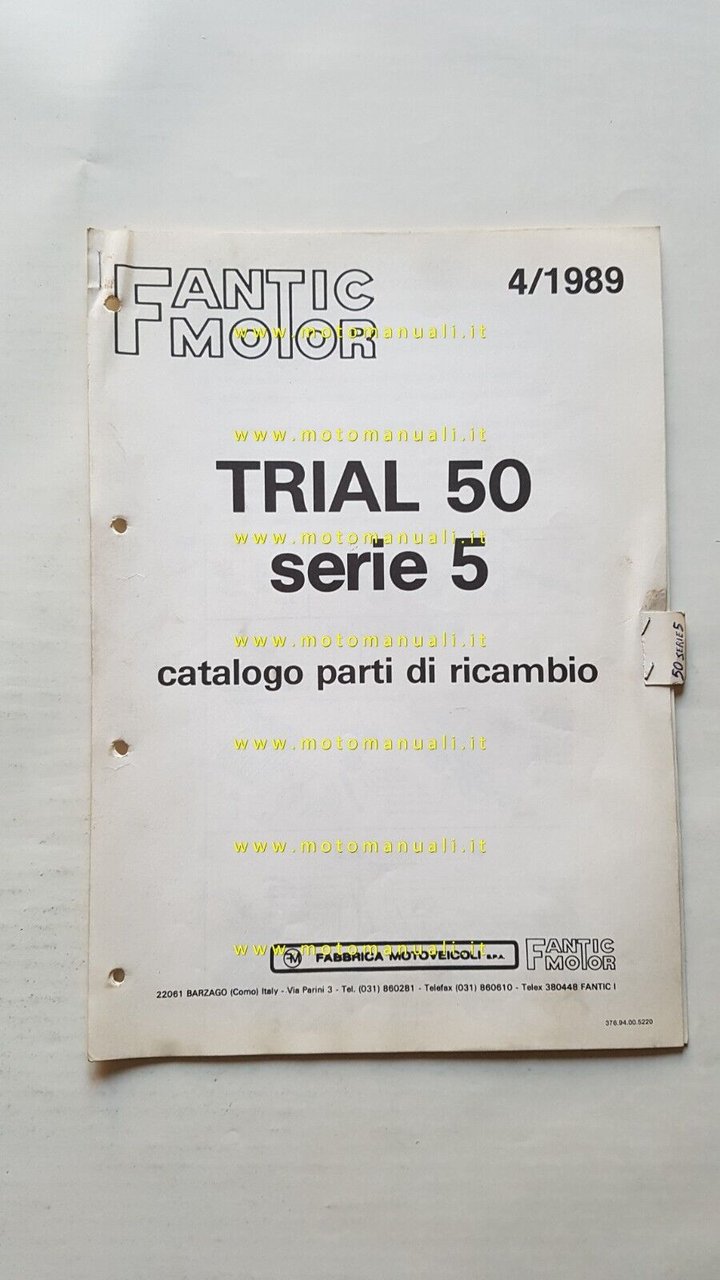 FANTIC MOTOR
4/1989
www.motomanuali.it
www.motomanuali.it
TRIAL 50
www.motomanuali.it
serie 5
50 SERIE 5
www.motomanuali.it
catalogo parti di ricambio
www.motomanuali.it
www.motomanuali.it
www.motomanuali.it
FM FABBRICA MOTOVEICOLI S.P.A. FANTIC MOTOR
22061 BARZAGO (Como) Italy - Via Parini 3 - Tel. (031) 860281 - Telefax (031) 860610 - Telex 380448 FANTIC I
376.94.00.5220